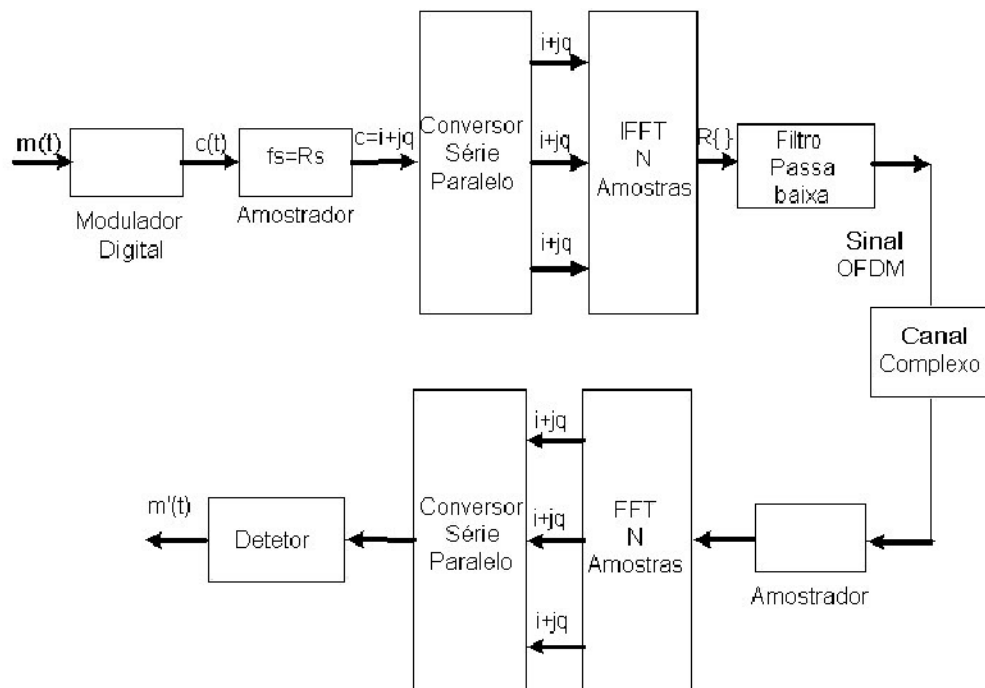 m(t)
Modulador
Digital
c(t)
fs=Rs
Amostrador
c=i+jq
Conversor
Série
Paralelo
i+jq
i+jq
i+jq
IFFT
N
Amostras
R{ }
Filtro
Passa
baixa
Sinal
OFDM
Canal
Complexo
m'(t)
Detetor
Conversor
Série
Paralelo
i+jq
i+jq
i+jq
FFT
N
Amostras
Amostrador